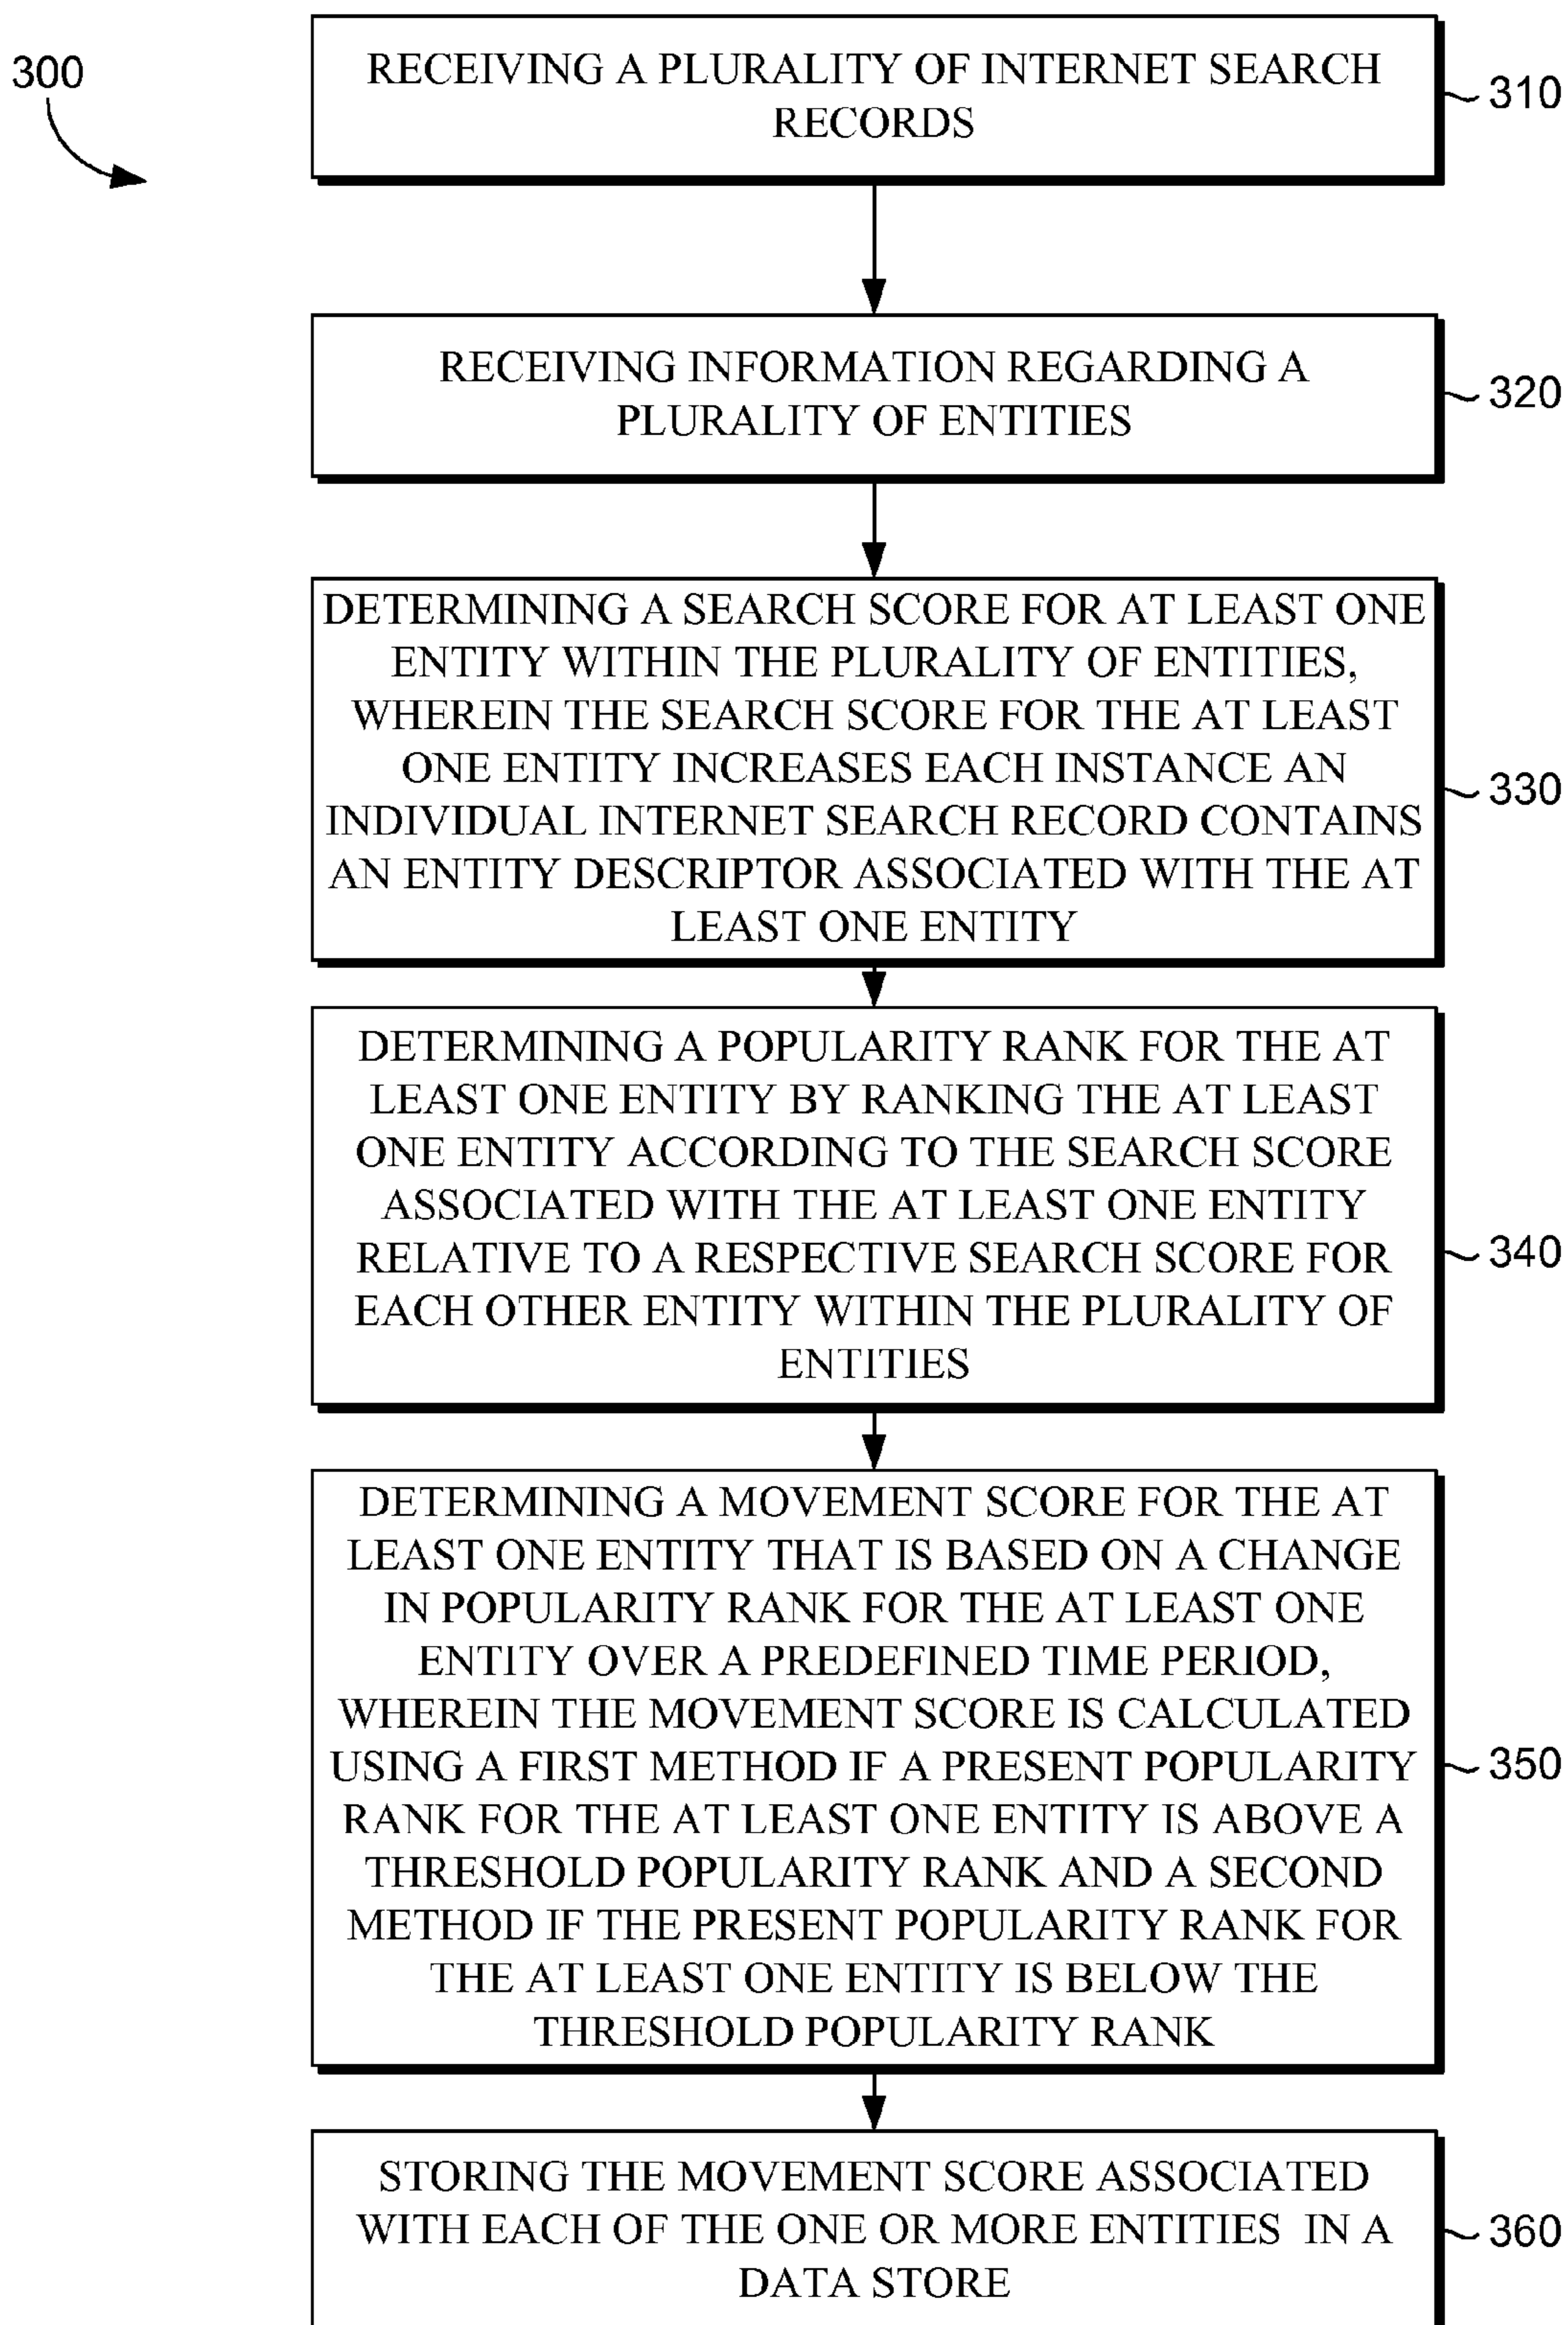 300
RECEIVING A PLURALITY OF INTERNET SEARCH
RECORDS
310
RECEIVING INFORMATION REGARDING A
PLURALITY OF ENTITIES
320
DETERMINING A SEARCH SCORE FOR AT LEAST ONE
ENTITY WITHIN THE PLURALITY OF ENTITIES,
WHEREIN THE SEARCH SCORE FOR THE AT LEAST
ONE ENTITY INCREASES EACH INSTANCE AN
INDIVIDUAL INTERNET SEARCH RECORD CONTAINS
AN ENTITY DESCRIPTOR ASSOCIATED WITH THE AT
LEAST ONE ENTITY
330
DETERMINING A POPULARITY RANK FOR THE AT
LEAST ONE ENTITY BY RANKING THE AT LEAST
ONE ENTITY ACCORDING TO THE SEARCH SCORE
ASSOCIATED WITH THE AT LEAST ONE ENTITY
RELATIVE TO A RESPECTIVE SEARCH SCORE FOR
EACH OTHER ENTITY WITHIN THE PLURALITY OF
ENTITIES
340
DETERMINING A MOVEMENT SCORE FOR THE AT
LEAST ONE ENTITY THAT IS BASED ON A CHANGE
IN POPULARITY RANK FOR THE AT LEAST ONE
ENTITY OVER A PREDEFINED TIME PERIOD,
WHEREIN THE MOVEMENT SCORE IS CALCULATED
USING A FIRST METHOD IF A PRESENT POPULARITY
RANK FOR THE AT LEAST ONE ENTITY IS ABOVE A
THRESHOLD POPULARITY RANK AND A SECOND
METHOD IF THE PRESENT POPULARITY RANK FOR
THE AT LEAST ONE ENTITY IS BELOW THE
THRESHOLD POPULARITY RANK
350
STORING THE MOVEMENT SCORE ASSOCIATED
WITH EACH OF THE ONE OR MORE ENTITIES IN A
DATA STORE
360